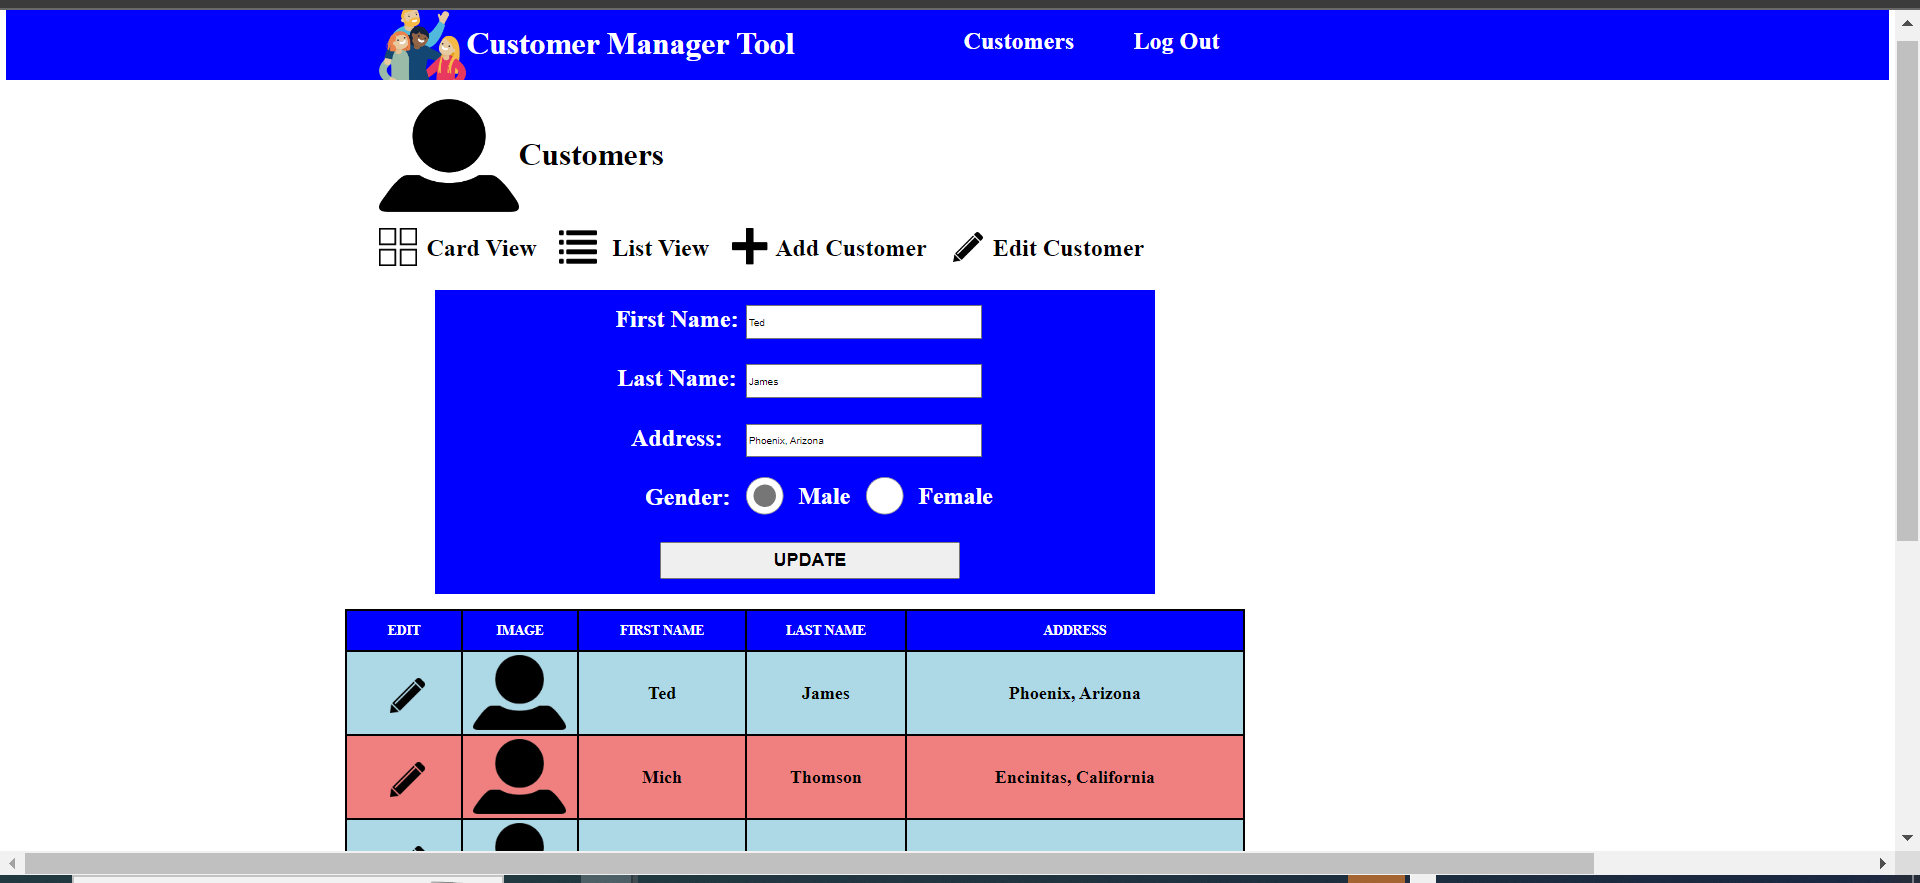 Customer Manager Tool Customers Log Out
Customers
Card View List View Add Customer Edit Customer
First Name: Ted
Last Name: James
Address: Phoenix, Arizona
Gender: Male Female
UPDATE
EDIT IMAGE FIRST NAME LAST NAME ADDRESS
Ted James Phoenix, Arizona
Mich Thomson Encinitas, California